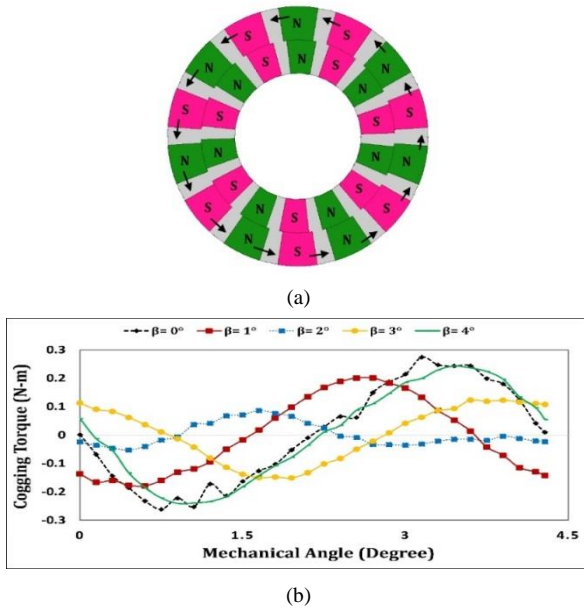 N
S S
N
S S
N N
N N
S S
S S
N N N N
S S
N N
S S
S
N N
S
(a)
β= 0° β= 1° β= 2° β= 3° β= 4°
Cogging Torque (N-m)
0.3
0.2
0.1
0
-0.1
-0.2
-0.3
0 1.5 3 4.5
Mechanical Angle (Degree)
(b)